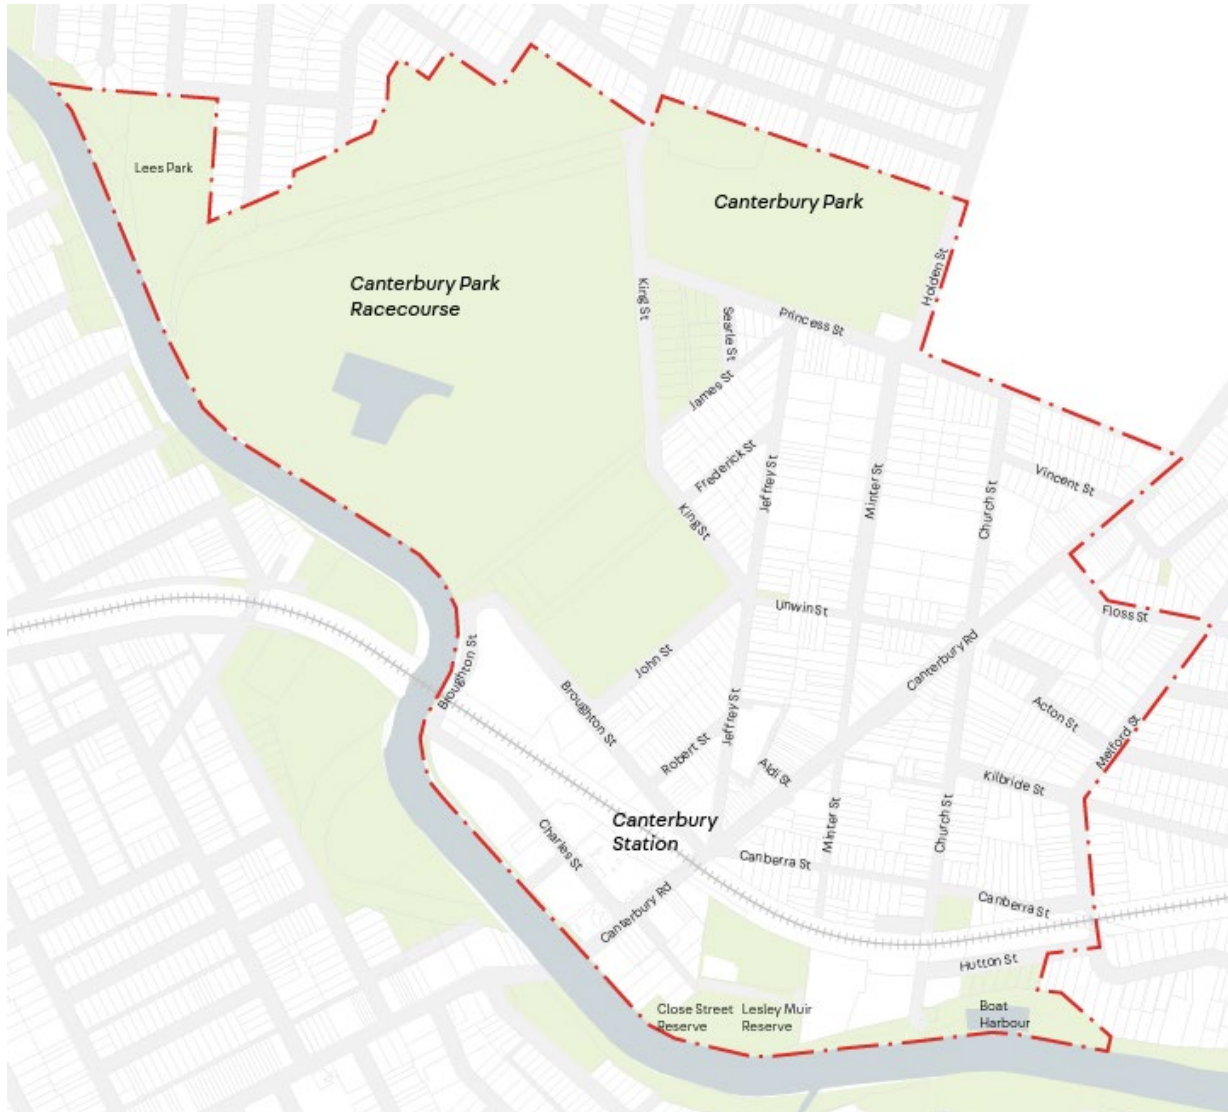 Lees Park
Canterbury Park
Holden St
Canterbury Park
Racecourse
King St
Searle St
Princess St
James St
Frederick St
Jeffrey St
Minter St
Church St
Vincent St
King St
Unwin St
Floss St
Canterbury Rd
John St
Broughton St
Broughton St
Jeffrey St
Robert St
Acton St
Melford St
Aldi St
Kilbride St
Canterbury
Station
Minter St
Church St
Charles St
Canberra St
Canterbury Rd
Canberra St
Hutton St
Close Street
Reserve
Lesley Muir
Reserve
Boat
Harbour